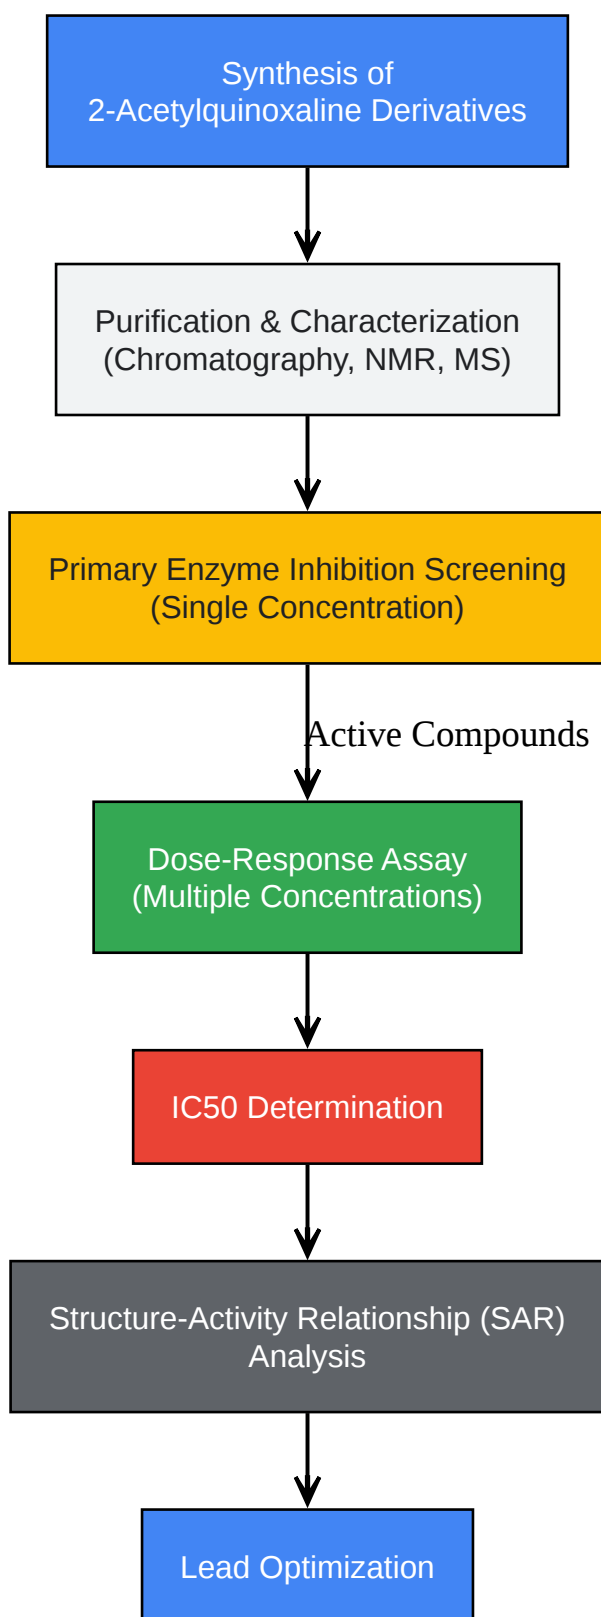 Synthesis of
2-Acetylquinoxaline Derivatives
Purification & Characterization
(Chromatography, NMR, MS)
Primary Enzyme Inhibition Screening
(Single Concentration)
Active Compounds
Dose-Response Assay
(Multiple Concentrations)
IC50 Determination
Structure-Activity Relationship (SAR)
Analysis
Lead Optimization